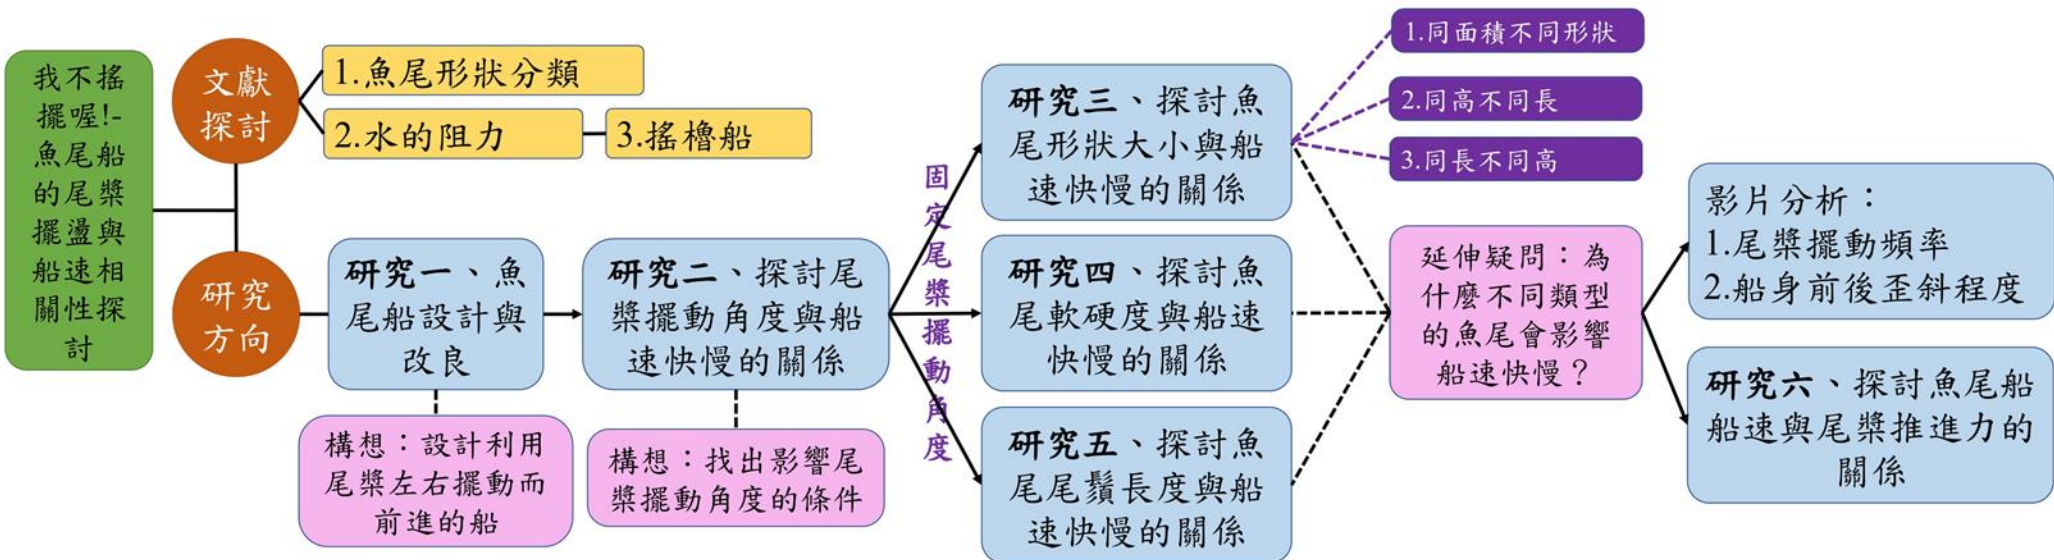 我不搖
擺喔!-
魚尾船
的尾槳
擺盪與
船速相
關性探
討
文獻
探討
1.魚尾形狀分類
2.水的阻力
3.搖櫓船
研究
方向
研究一、魚
尾船設計與
改良
構想：設計利用
尾槳左右擺動而
前進的船
研究二、探討尾
槳擺動角度與船
速快慢的關係
構想：找出影響尾
槳擺動角度的條件
固定尾槳擺動角度
研究三、探討魚
尾形狀大小與船
速快慢的關係
1.同面積不同形狀
2.同高不同長
3.同長不同高
研究四、探討魚
尾軟硬度與船速
快慢的關係
研究五、探討魚
尾尾鬚長度與船
速快慢的關係
延伸疑問：為
什麼不同類型
的魚尾會影響
船速快慢？
影片分析：
1.尾槳擺動頻率
2.船身前後歪斜程度
研究六、探討魚尾船
船速與尾槳推進力的
關係